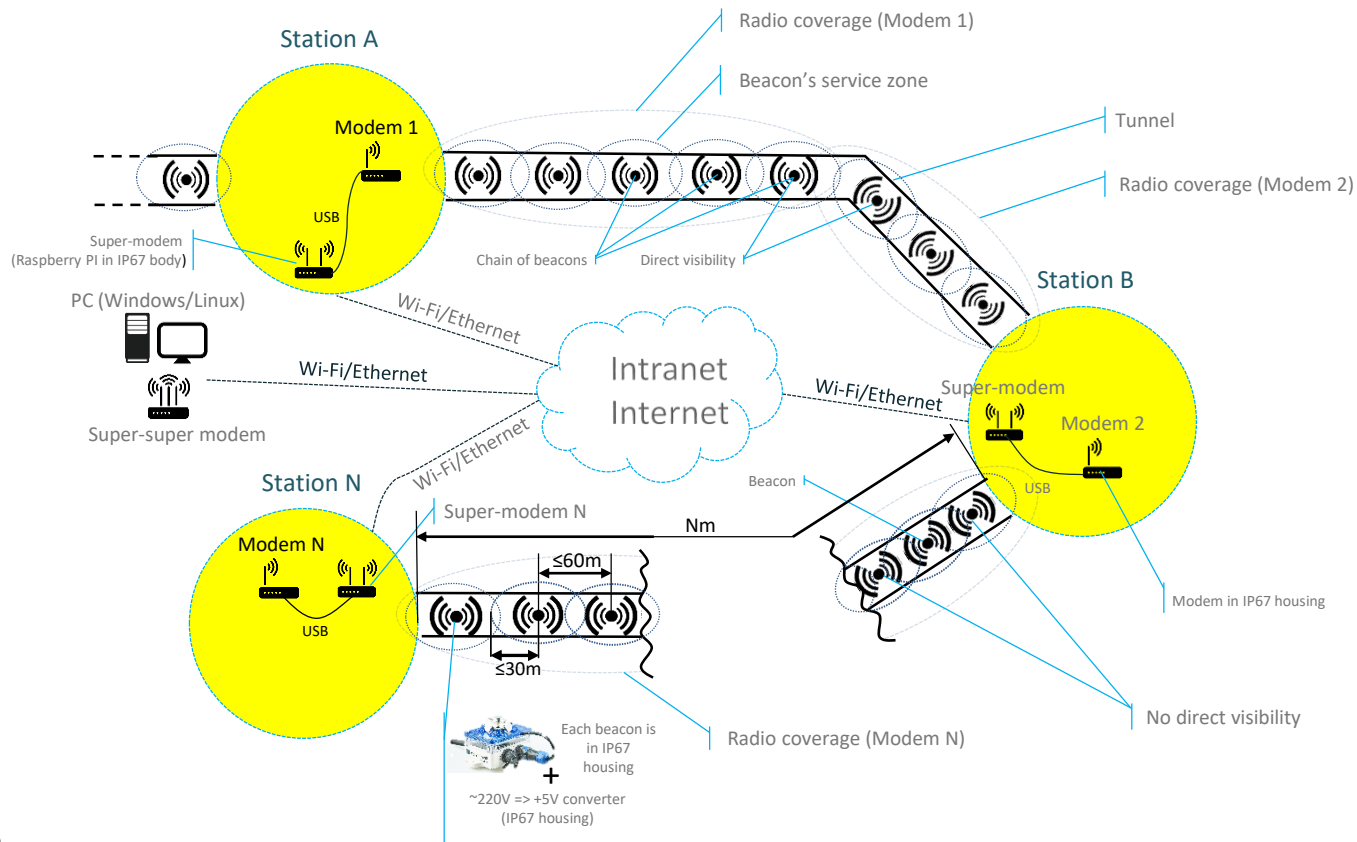 Radio coverage (Modem 1)
Station A
Beacon's service zone
Tunnel
Modem 1
Radio coverage (Modem 2)
USB
Super-modem
(Raspberry PI in IP67 body)
Chain of beacons
Direct visibility
Station B
PC (Windows/Linux)
Wi-Fi/Ethernet
Intranet
Internet
Wi-Fi/Ethernet
Wi-Fi/Ethernet
Super-modem
Super-super modem
Modem 2
Wi-Fi/Ethernet
Station N
Beacon
USB
Super-modem N
Nm
Modem N
≤60m
Modem in IP67 housing
USB
≤30m
No direct visibility
Each beacon is
in IP67
housing
Radio coverage (Modem N)
+
~220V => +5V converter
(IP67 housing)